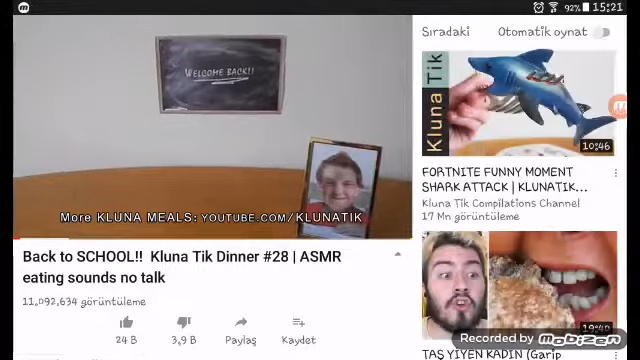 92% 15:21
WELCOME BACK!!
More KLUNA MEALS: YOUTUBE.COM/KLUNATIK
Back to SCHOOL!! Kluna Tik Dinner #28 | ASMR
eating sounds no talk
11,092,634 görüntüleme
24 B
3,9 B
Paylaş
Kaydet
Sıradaki
Otomatik oynat
Kluna Tik
10:46
FORTNITE FUNNY MOMENT
SHARK ATTACK | KLUNATIK...
Kluna Tik Compilations Channel
17 Mn görüntüleme
19:40
TAŞ YİYEN KADIN (Garip
Recorded by MOBIZEN